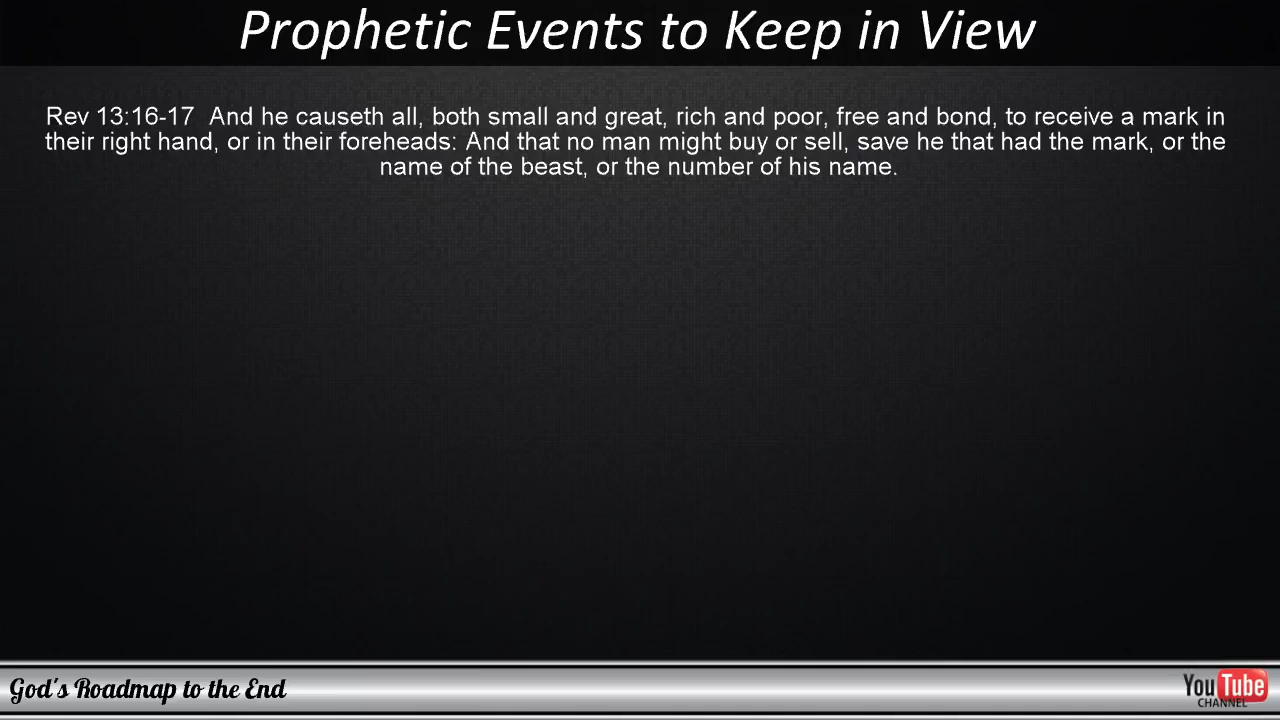 Prophetic Events to Keep in View
Rev 13:16-17  And he causeth all, both small and great, rich and poor, free and bond, to receive a mark in
their right hand, or in their foreheads: And that no man might buy or sell, save he that had the mark, or the
name of the beast, or the number of his name.
God's Roadmap to the End
YouTube
CHANNEL